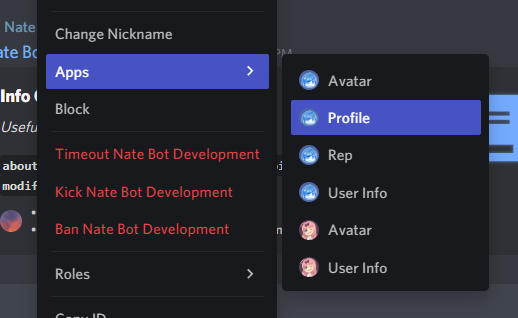 Nate
Change Nickname
ate Bo
PM
Apps
Avatar
Info
Block
Profile
Usefu
Timeout Nate Bot Development
Rep
about
modif
Kick Nate Bot Development
User Info
Ban Nate Bot Development
Avatar
Roles
User Info
Copy ID